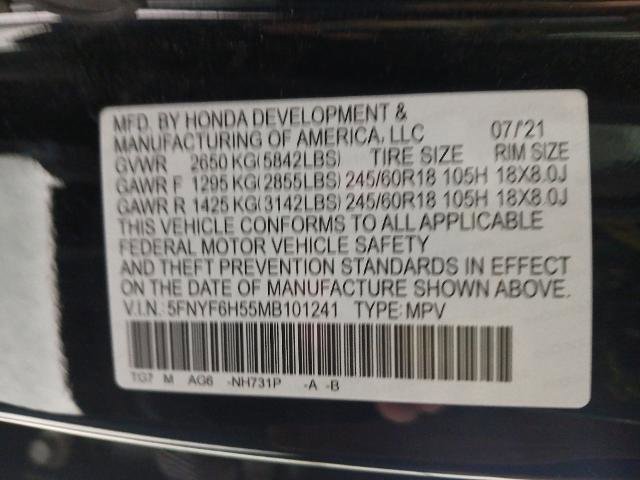 MFD. BY HONDA DEVELOPMENT &
MANUFACTURING OF AMERICA, LLC 07/'21
GVWR 2650 KG(5842LBS) TIRE SIZE RIM SIZE
GAWR F 1295 KG(2855LBS) 245/60R18 105H 18X8.0J
GAWR R 1425 KG(3142LBS) 245/60R18 105H 18X8.0J
THIS VEHICLE CONFORMS TO ALL APPLICABLE
FEDERAL MOTOR VEHICLE SAFETY
AND THEFT PREVENTION STANDARDS IN EFFECT
ON THE DATE OF MANUFACTURE SHOWN ABOVE.
V.I.N.: 5FNYF6H55MB101241 TYPE: MPV
TG7 M AG6 -NH731P -A -B